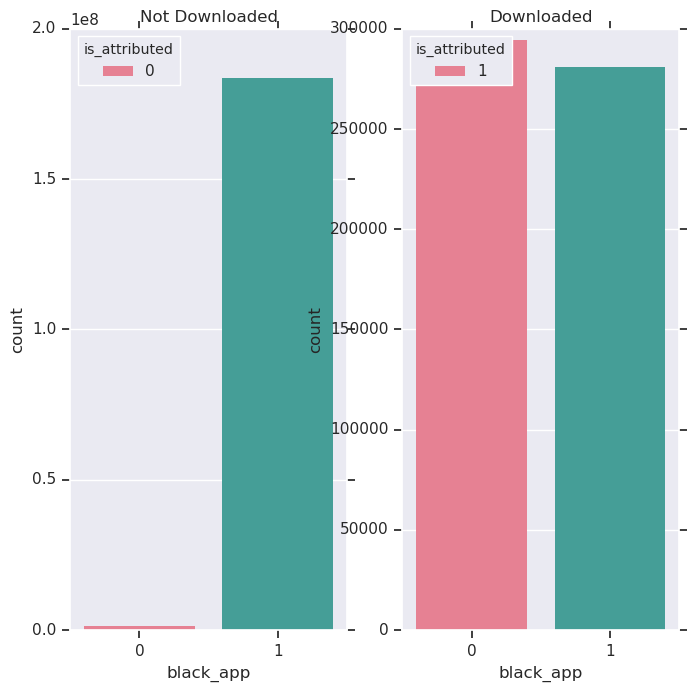 Not Downloaded
1e8
is_attributed
0
2.0
1.5
1.0
0.5
0.0
count
0 1
black_app
Downloaded
is_attributed
1
300000
250000
200000
150000
100000
50000
0
count
0 1
black_app